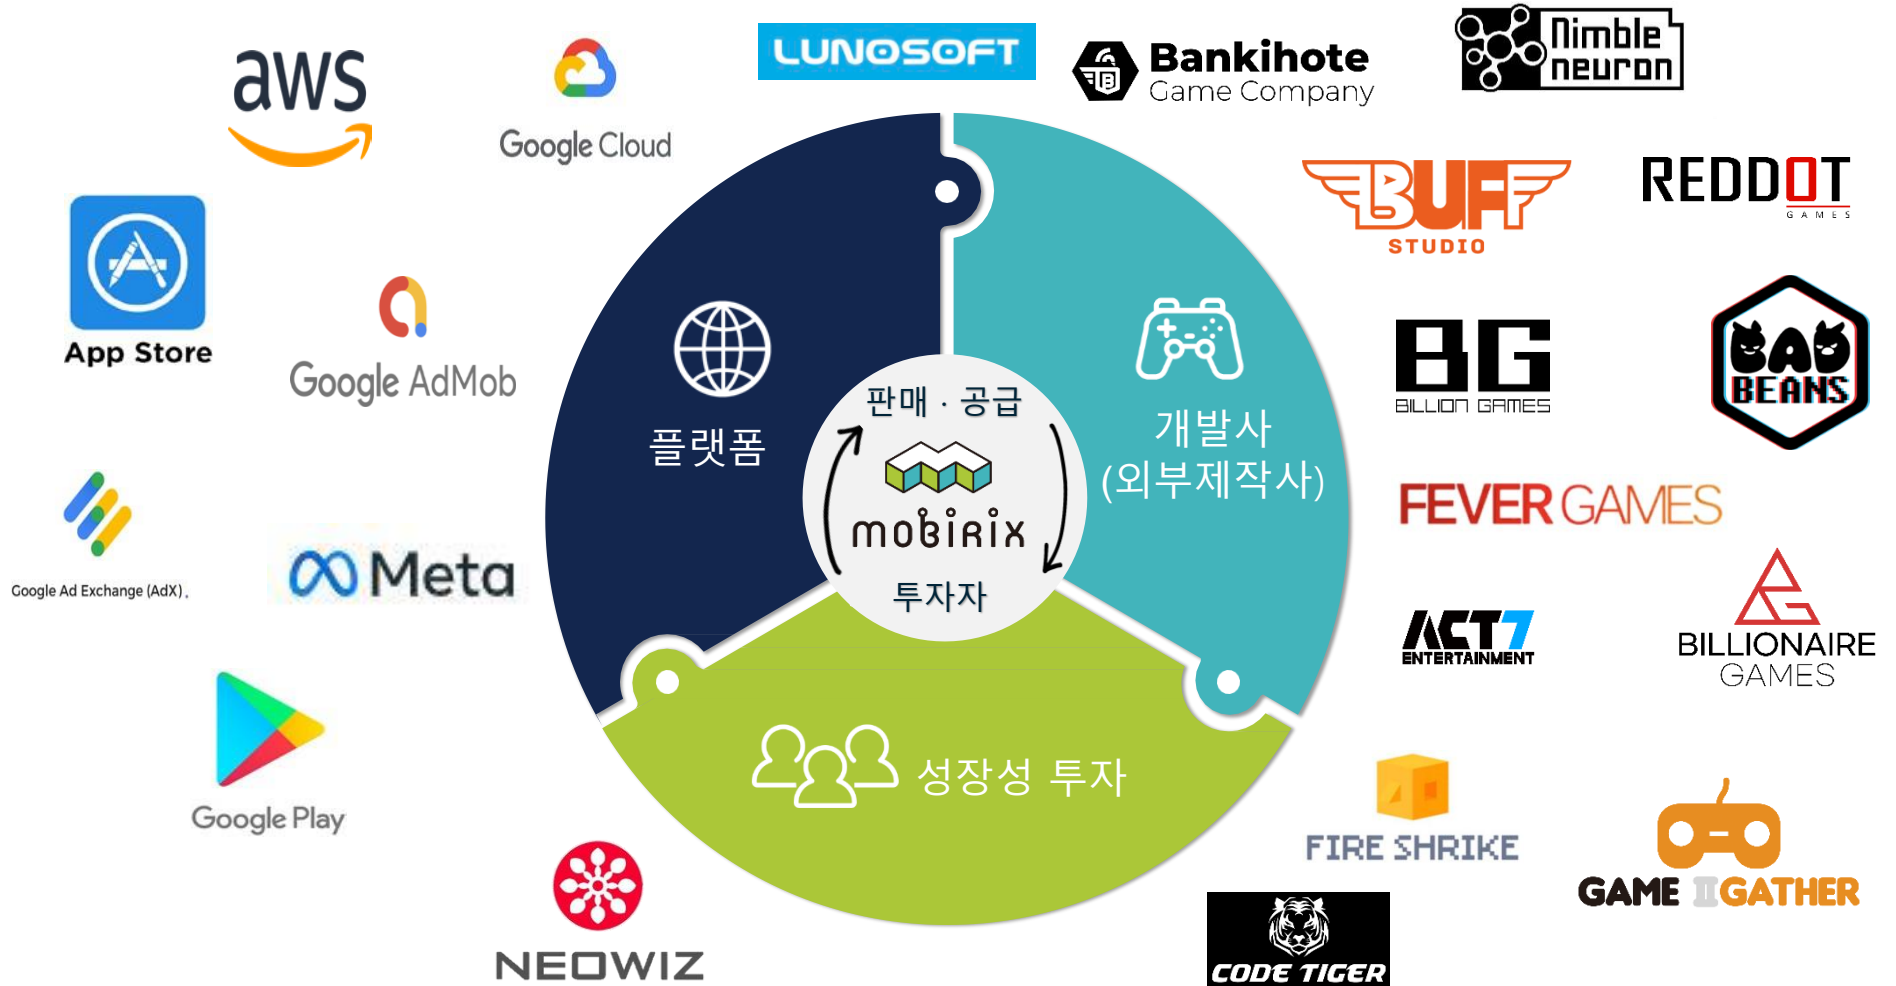 aws
Google Cloud
LUNOSOFT
Bankihote
Game Company
Nimble
neuron
App Store
Google AdMob
BUFF
STUDIO
REDDOT
GAMES
BG
BILLION GAMES
BAD
BEANS
플랫폼
판매 · 공급
mobirix
투자자
개발사
(외부제작사)
Google Ad Exchange (AdX).
Meta
FEVER GAMES
ACT7
ENTERTAINMENT
BILLIONAIRE
GAMES
Google Play
성장성 투자
FIRE SHRIKE
GAME II GATHER
NEOWIZ
CODE TIGER